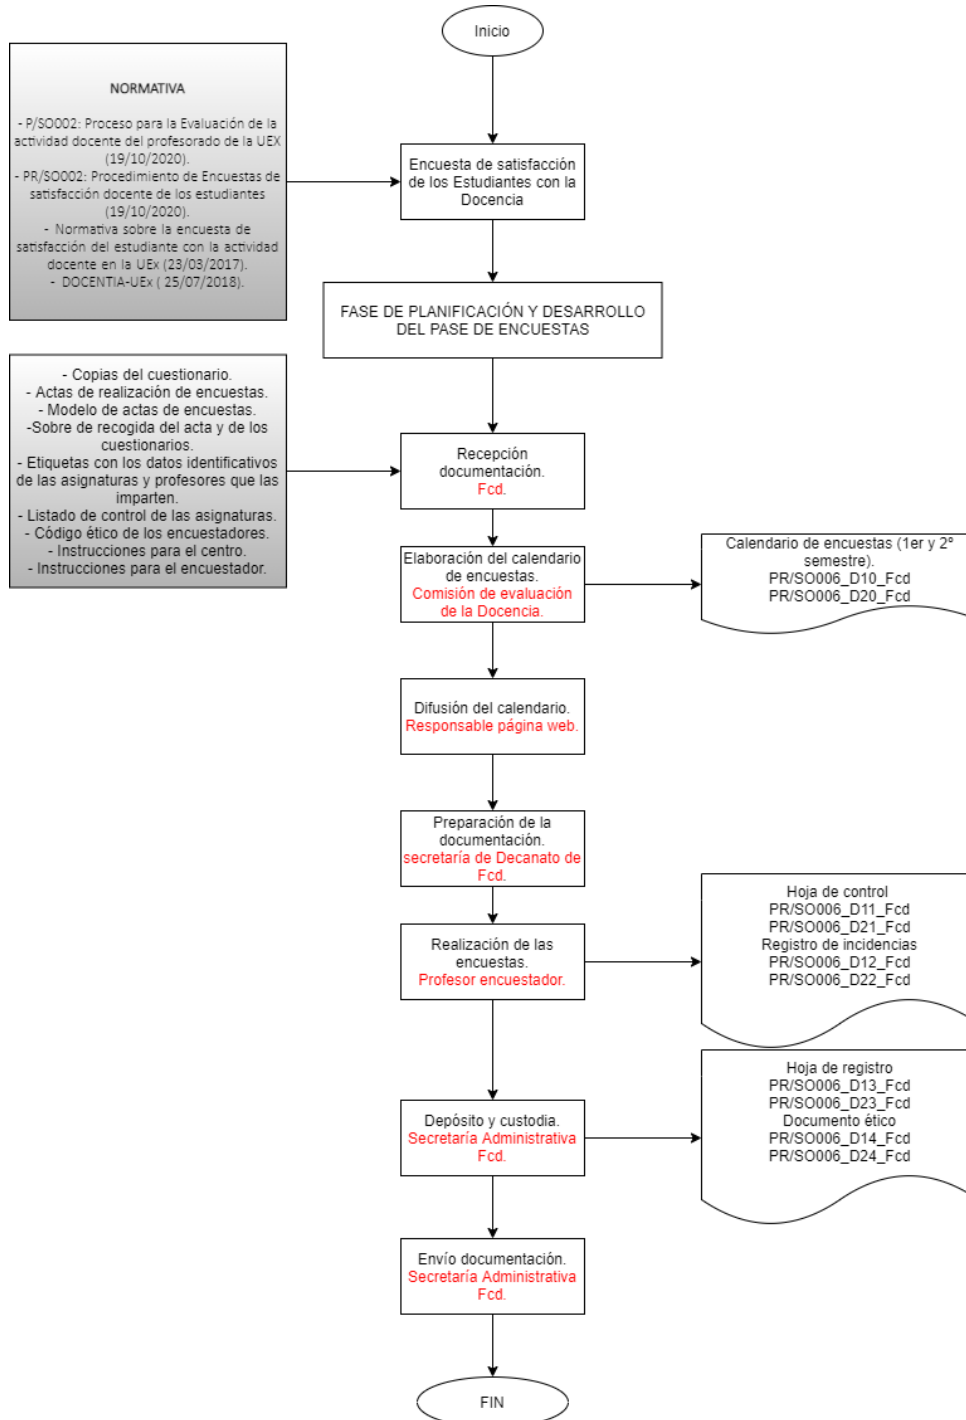 Inicio
NORMATIVA
- P/SO002: Proceso para la Evaluación de la
actividad docente del profesorado de la UEX
(19/10/2020).
- PR/SO002: Procedimiento de Encuestas de
satisfacción docente de los estudiantes
(19/10/2020).
- Normativa sobre la encuesta de
satisfacción del estudiante con la actividad
docente en la UEx (23/03/2017).
- DOCENTIA-UEx ( 25/07/2018).
Encuesta de satisfacción
de los Estudiantes con la
Docencia
FASE DE PLANIFICACIÓN Y DESARROLLO
DEL PASE DE ENCUESTAS
- Copias del cuestionario.
- Actas de realización de encuestas.
- Modelo de actas de encuestas.
-Sobre de recogida del acta y de los
cuestionarios.
- Etiquetas con los datos identificativos
de las asignaturas y profesores que las
imparten.
- Listado de control de las asignaturas.
- Código ético de los encuestadores.
- Instrucciones para el centro.
- Instrucciones para el encuestador.
Recepción
documentación.
Fcd.
Elaboración del calendario
de encuestas.
Comisión de evaluación
de la Docencia.
Calendario de encuestas (1er y 2º
semestre).
PR/SO006_D10_Fcd
PR/SO006_D20_Fcd
Difusión del calendario.
Responsable página web.
Preparación de la
documentación.
secretaría de Decanato de
Fcd.
Realización de las
encuestas.
Profesor encuestador.
Hoja de control
PR/SO006_D11_Fcd
PR/SO006_D21_Fcd
Registro de incidencias
PR/SO006_D12_Fcd
PR/SO006_D22_Fcd
Depósito y custodia.
Secretaría Administrativa
Fcd.
Hoja de registro
PR/SO006_D13_Fcd
PR/SO006_D23_Fcd
Documento ético
PR/SO006_D14_Fcd
PR/SO006_D24_Fcd
Envío documentación.
Secretaría Administrativa
Fcd.
FIN